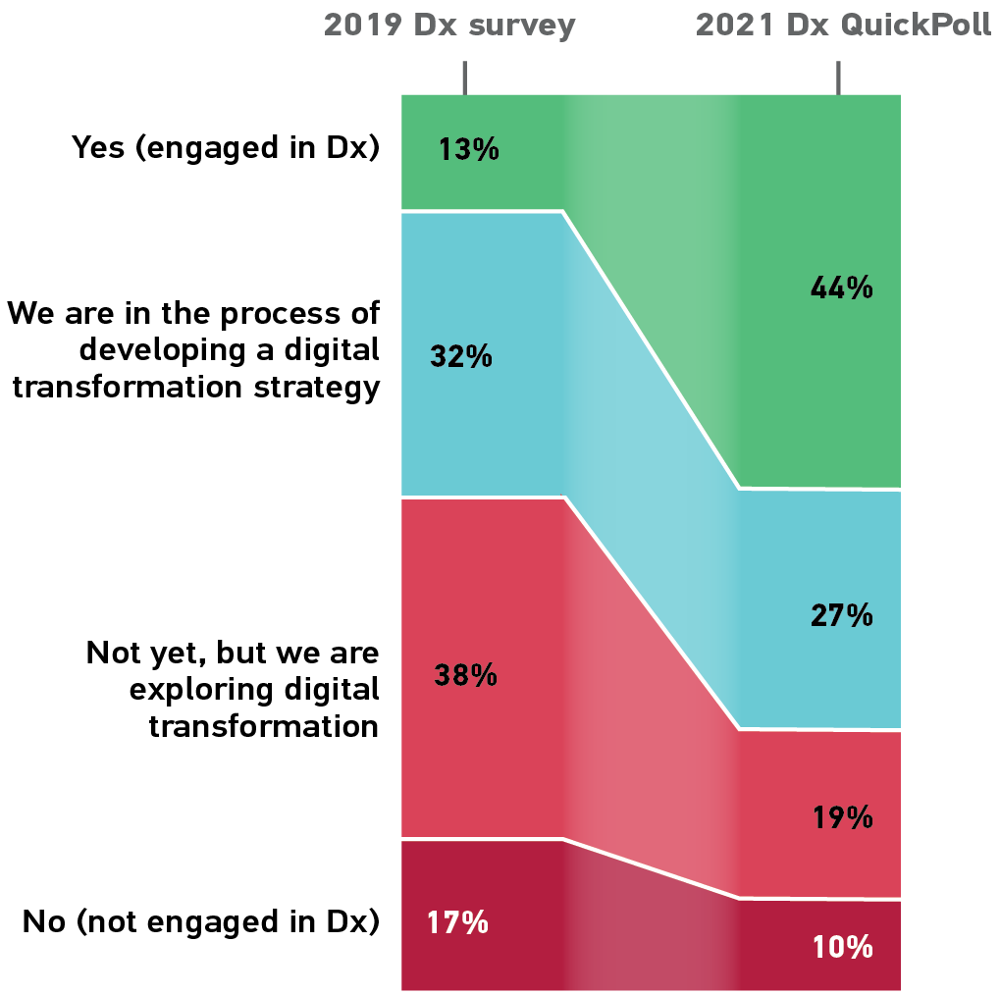 2019 Dx survey
2021 Dx QuickPoll
Yes (engaged in Dx)
13%
44%
We are in the process of
developing a digital
transformation strategy
32%
27%
Not yet, but we are
exploring digital
transformation
38%
19%
No (not engaged in Dx)
17%
10%